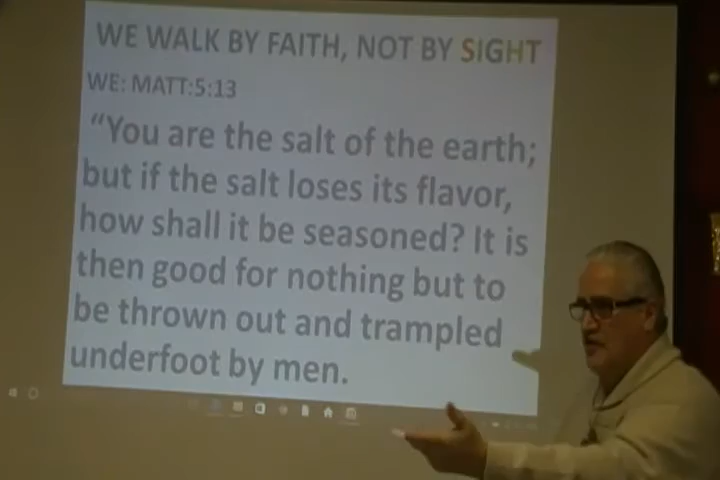 WE WALK BY FAITH, NOT BY SIGHT
WE: MATT:5:13
“You are the salt of the earth;
but if the salt loses its flavor,
how shall it be seasoned? It is
then good for nothing but to
be thrown out and trampled
underfoot by men.